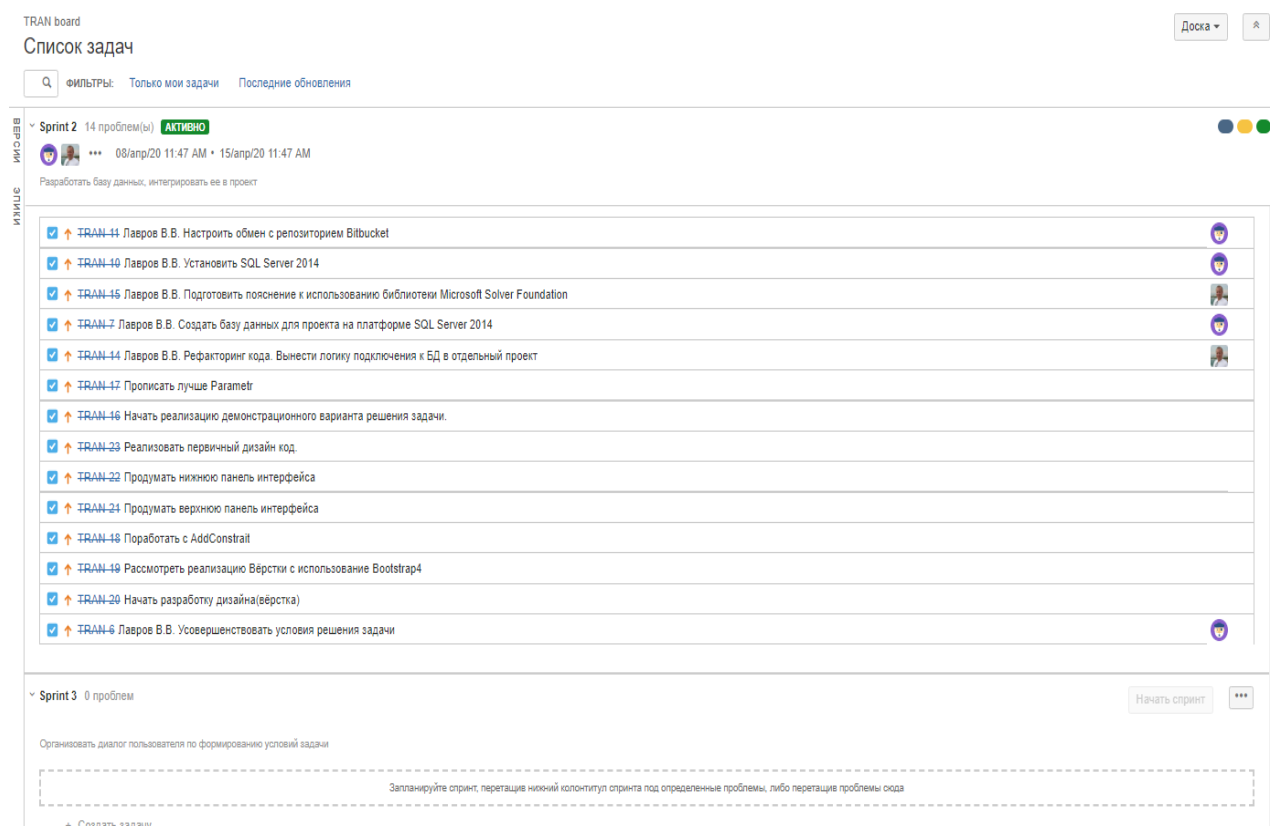 TRAN board
Доска
Список задач
ФИЛЬТРЫ: Только мои задачи Последние обновления
ВЕРСИИ
ЭПИКИ
Sprint 2 14 проблем(ы) АКТИВНО
••• 08/апр/20 11:47 AM • 15/апр/20 11:47 AM
Разработать базу данных, интегрировать ее в проект
TRAN-11 Лавров В.В. Настроить обмен с репозиторием Bitbucket
TRAN-10 Лавров В.В. Установить SQL Server 2014
TRAN-15 Лавров В.В. Подготовить пояснение к использованию библиотеки Microsoft Solver Foundation
TRAN-7 Лавров В.В. Создать базу данных для проекта на платформе SQL Server 2014
TRAN-14 Лавров В.В. Рефакторинг кода. Вынести логику подключения к БД в отдельный проект
TRAN-17 Прописать лучше Parametr
TRAN-16 Начать реализацию демонстрационного варианта решения задачи.
TRAN-23 Реализовать первичный дизайн код.
TRAN-22 Продумать нижнюю панель интерфейса
TRAN-21 Продумать верхнюю панель интерфейса
TRAN-18 Поработать с AddConstrait
TRAN-19 Рассмотреть реализацию Вёрстки с использование Bootstrap4
TRAN-20 Начать разработку дизайна(вёрстка)
TRAN-6 Лавров В.В. Усовершенствовать условия решения задачи
Sprint 3 0 проблем
Начать спринт •••
Организовать диалог пользователя по формированию условий задачи
Запланируйте спринт, перетащив нижний колонтитул спринта под определенные проблемы, либо перетащив проблемы сюда
+ Создать задачу